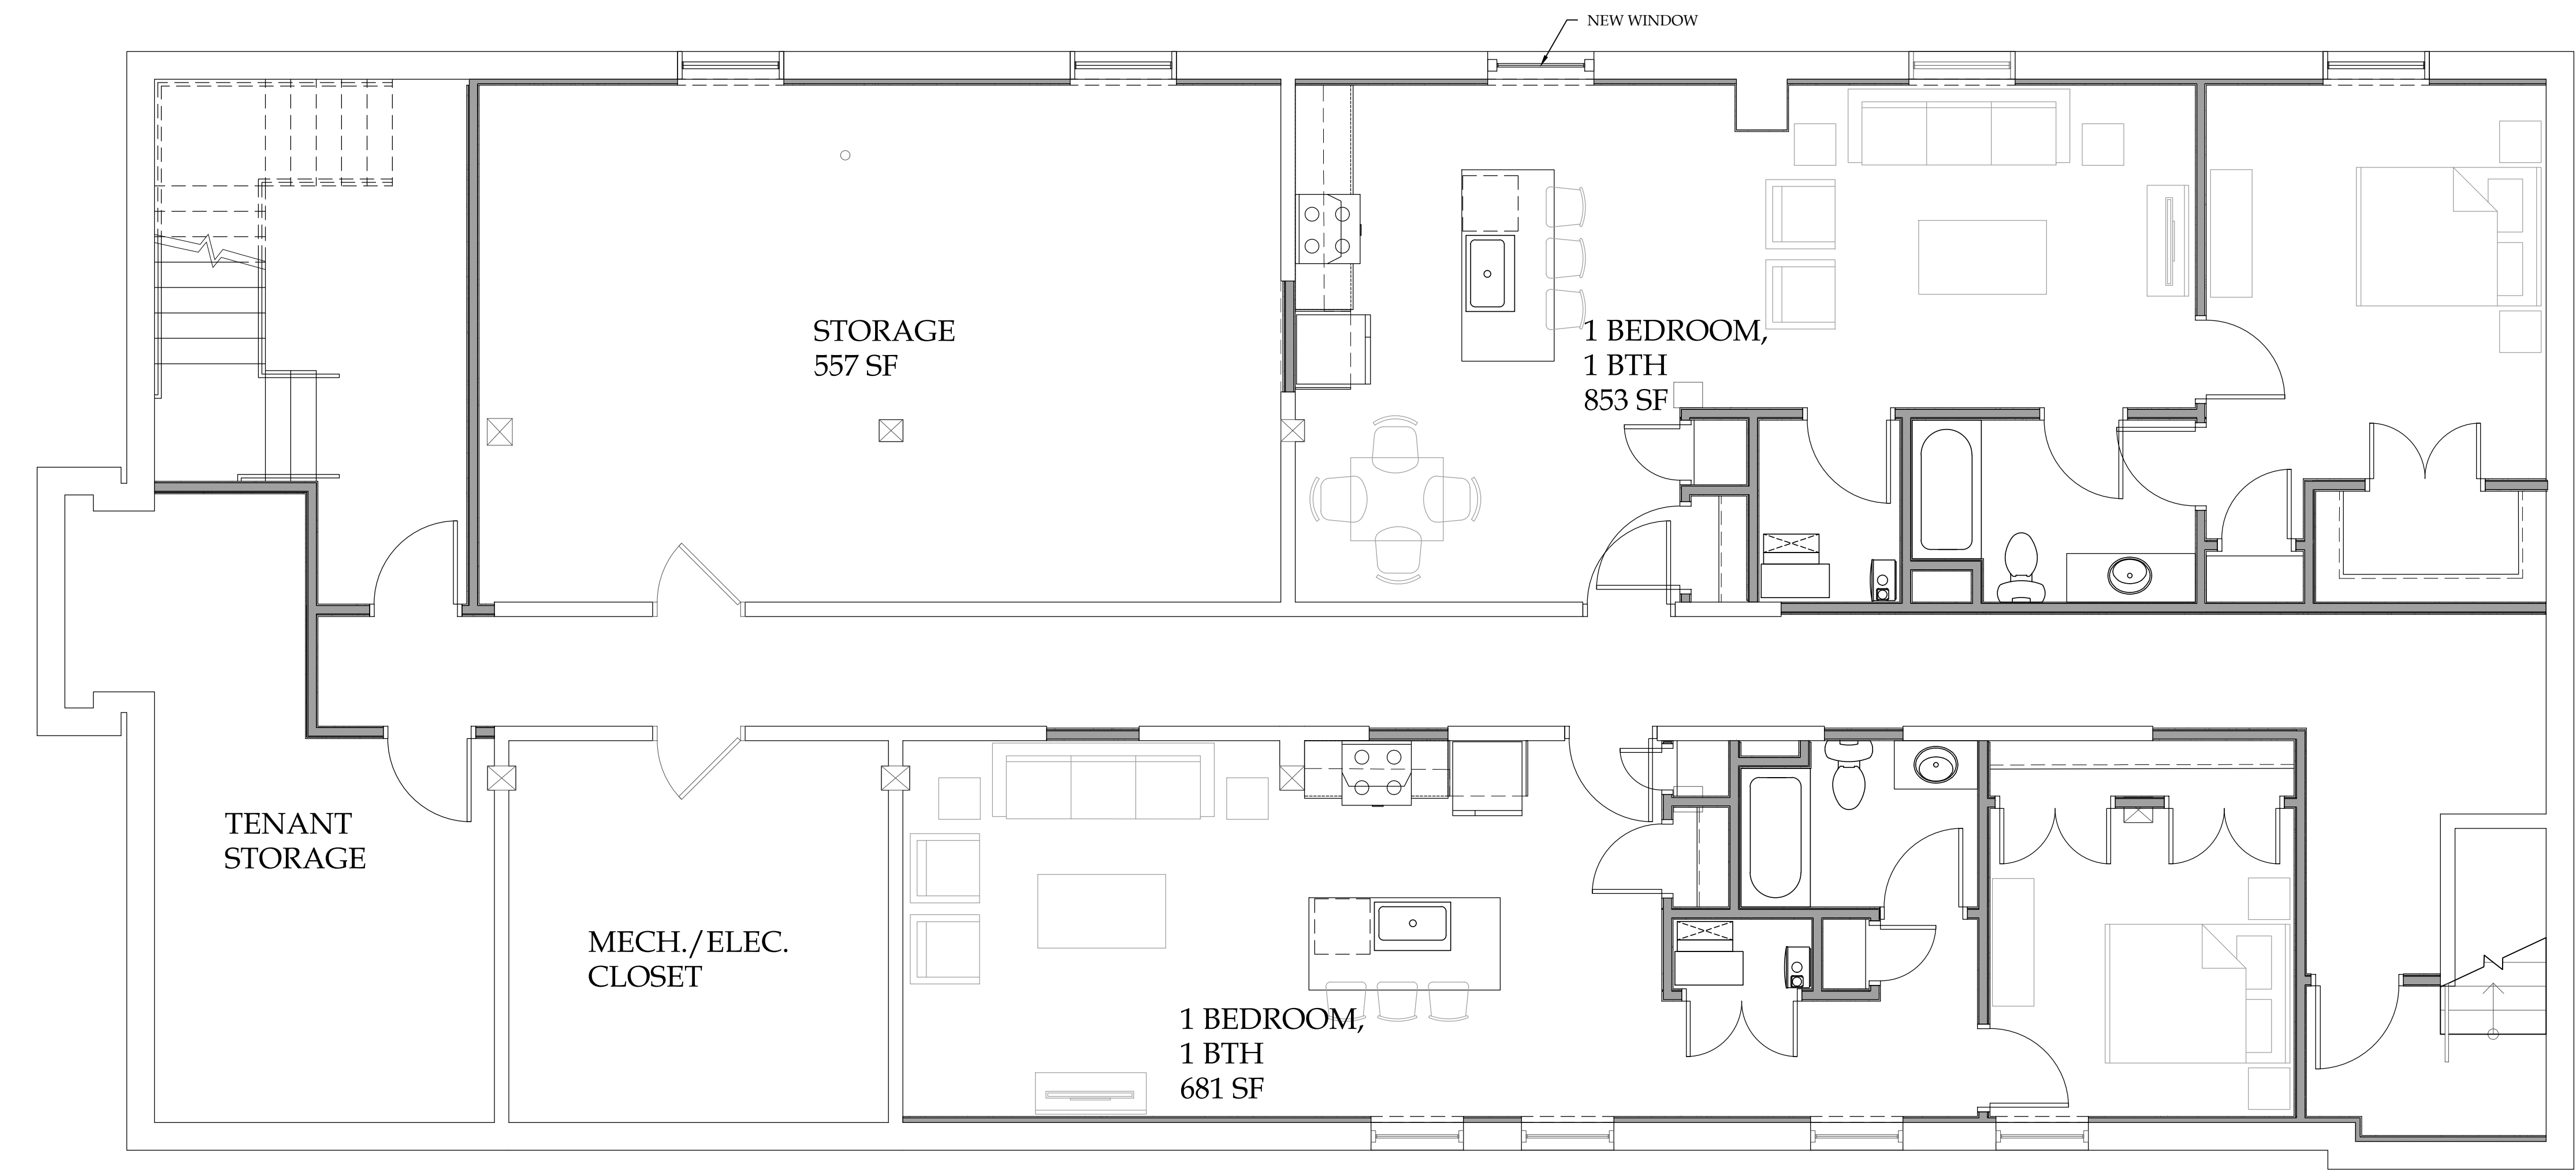 NEW WINDOW
STORAGE
557 SF
1 BEDROOM,
1 BTH
853 SF
TENANT
STORAGE
MECH./ELEC.
CLOSET
1 BEDROOM,
1 BTH
681 SF